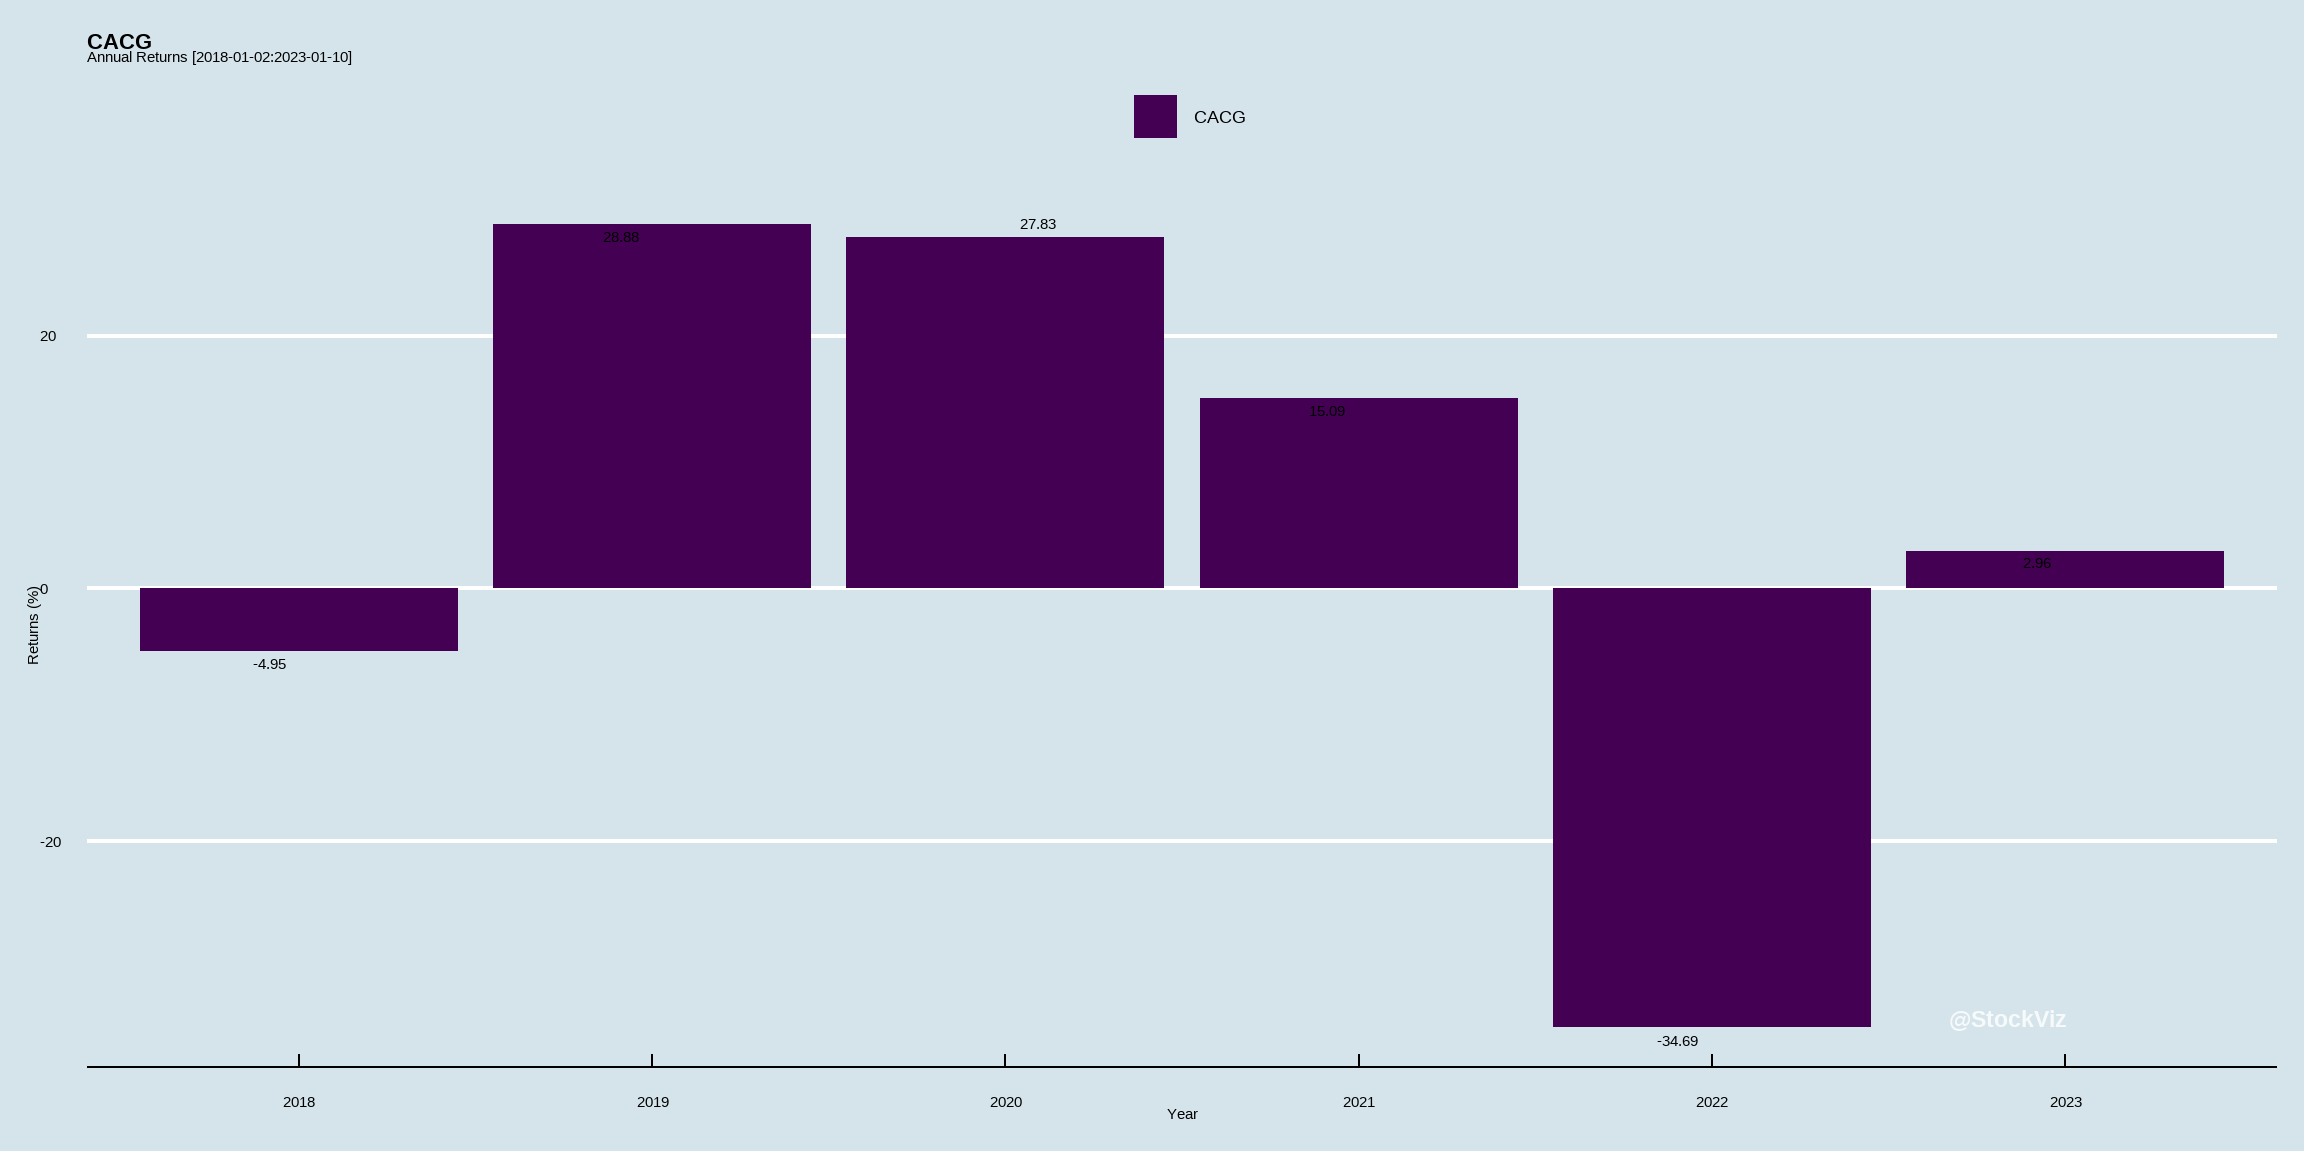 CACG
Annual Returns [2018-01-02:2023-01-10]
CACG
27.83
28.88
20
15.09
2.96
0
Returns (%)
-4.95
-20
@StockViz
-34.69
2018
2019
2020
2021
2022
2023
Year